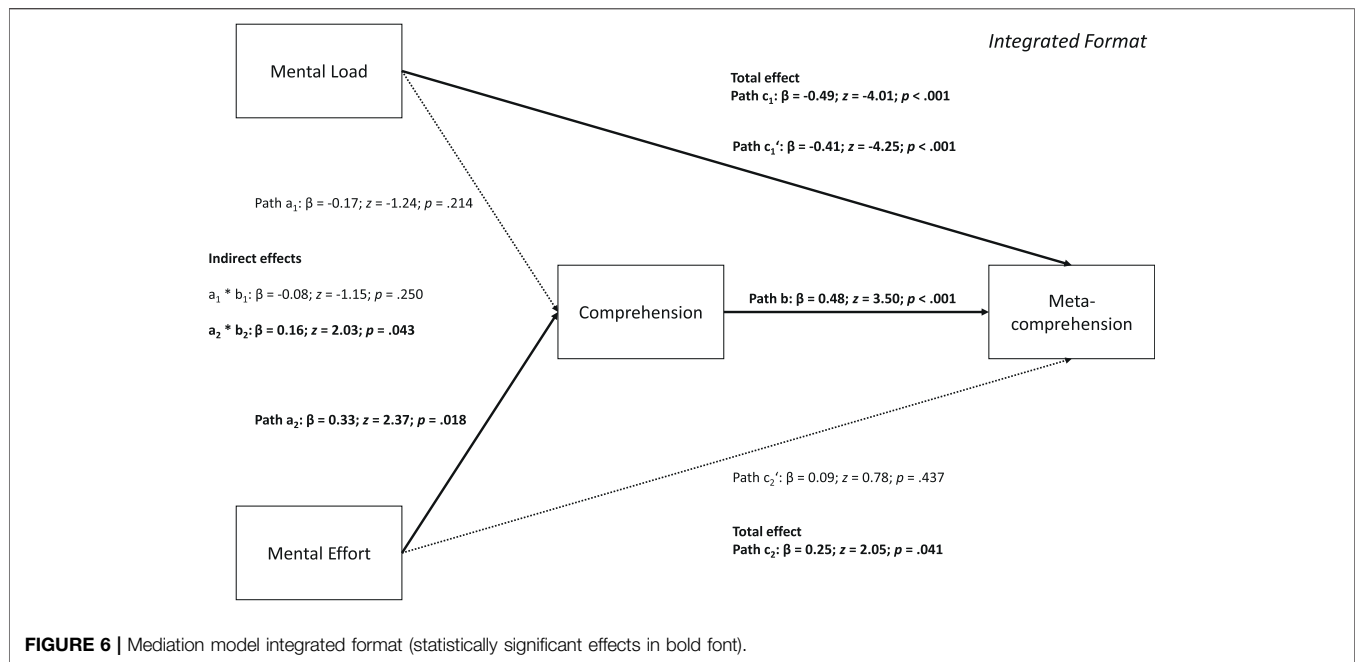 Integrated Format
Mental Load
Total effect
Path c₁: β = -0.49; z = -4.01; p < .001
Path c₁‘: β = -0.41; z = -4.25; p < .001
Path a₁: β = -0.17; z = -1.24; p = .214
Indirect effects
a₁ * b₁: β = -0.08; z = -1.15; p = .250
a₂ * b₂: β = 0.16; z = 2.03; p = .043
Comprehension
Path b: β = 0.48; z = 3.50; p < .001
Meta-
comprehension
Path a₂: β = 0.33; z = 2.37; p = .018
Path c₂‘: β = 0.09; z = 0.78; p = .437
Total effect
Path c₂: β = 0.25; z = 2.05; p = .041
Mental Effort
FIGURE 6 | Mediation model integrated format (statistically significant effects in bold font).